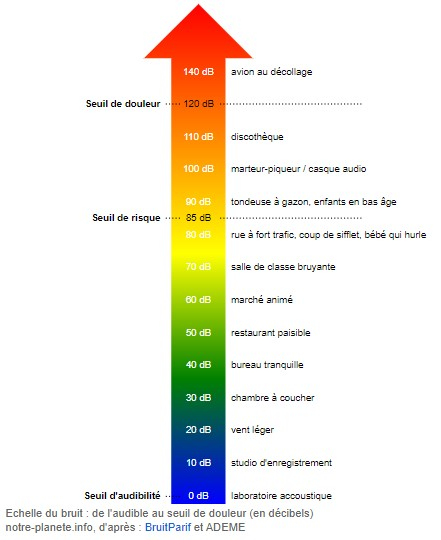 140 dB avion au décollage
Seuil de douleur 120 dB
110 dB discothèque
100 dB marteur-piqueur / casque audio
90 dB tondeuse à gazon, enfants en bas âge
Seuil de risque 85 dB
80 dB rue à fort trafic, coup de sifflet, bébé qui hurle
70 dB salle de classe bruyante
60 dB marché animé
50 dB restaurant paisible
40 dB bureau tranquille
30 dB chambre à coucher
20 dB vent léger
10 dB studio d'enregistrement
Seuil d'audibilité 0 dB laboratoire accoustique
Echelle du bruit : de l'audible au seuil de douleur (en décibels)
notre-planete.info, d'après : BruitParif et ADEME